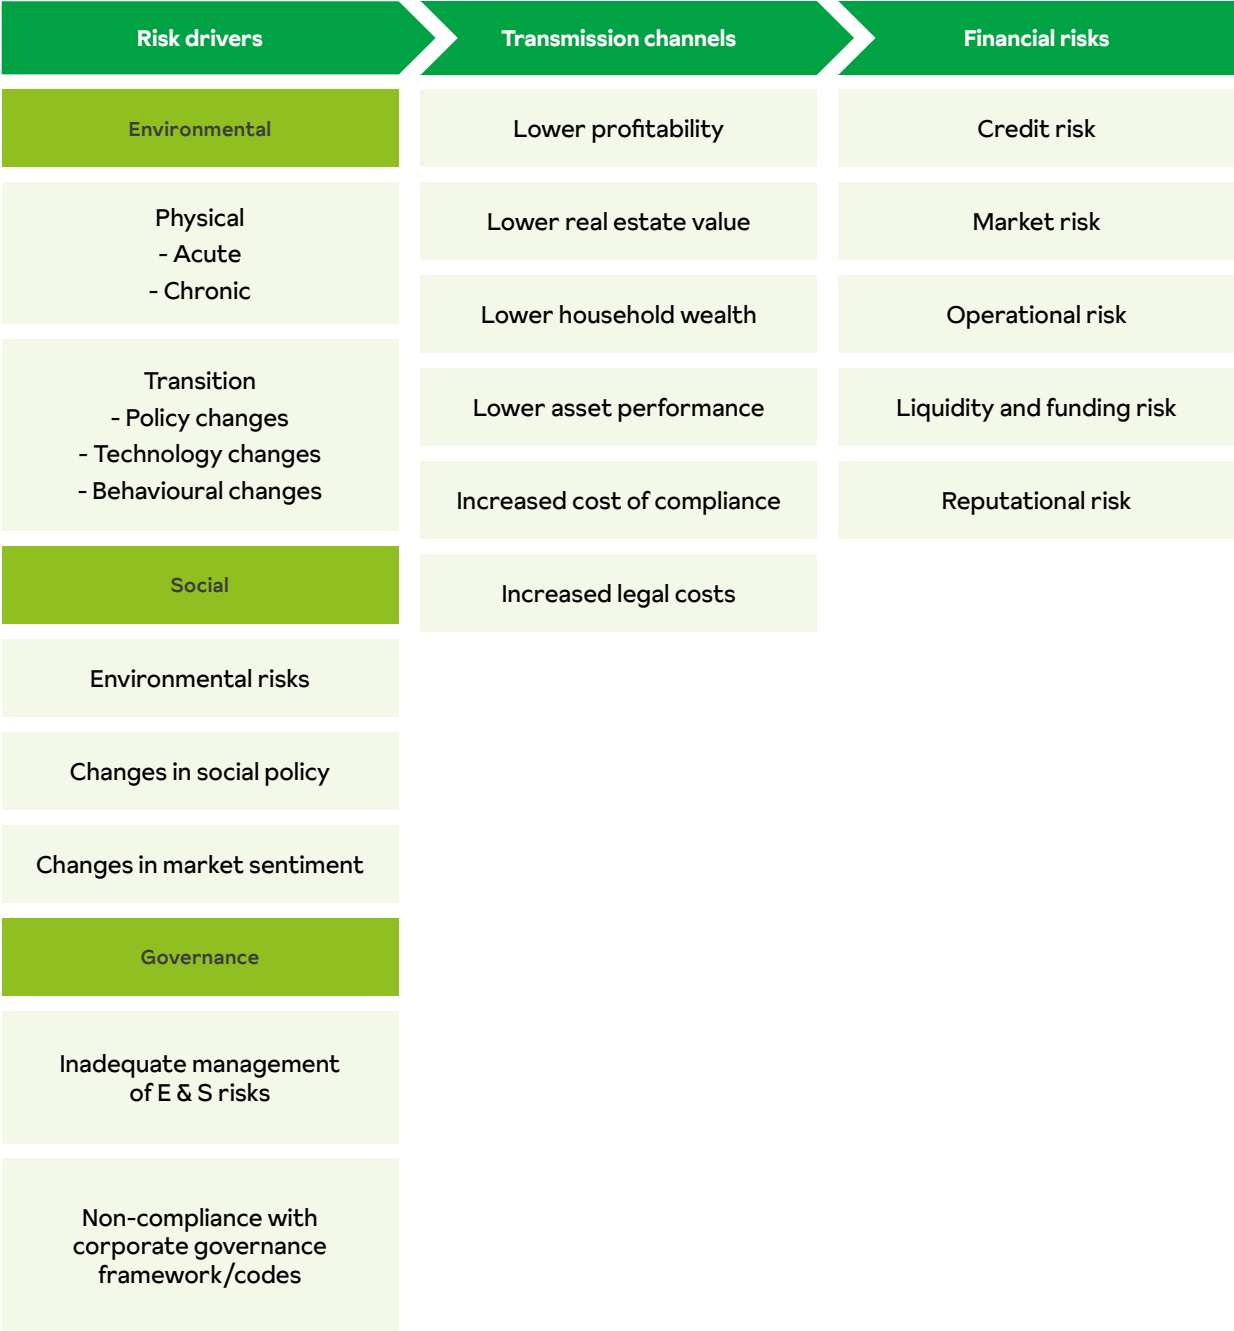 Risk drivers
Transmission channels
Financial risks
Environmental
Physical
- Acute
- Chronic
Transition
- Policy changes
- Technology changes
- Behavioural changes
Social
Environmental risks
Changes in social policy
Changes in market sentiment
Governance
Inadequate management
of E & S risks
Non-compliance with
corporate governance
framework/codes
Lower profitability
Lower real estate value
Lower household wealth
Lower asset performance
Increased cost of compliance
Increased legal costs
Credit risk
Market risk
Operational risk
Liquidity and funding risk
Reputational risk